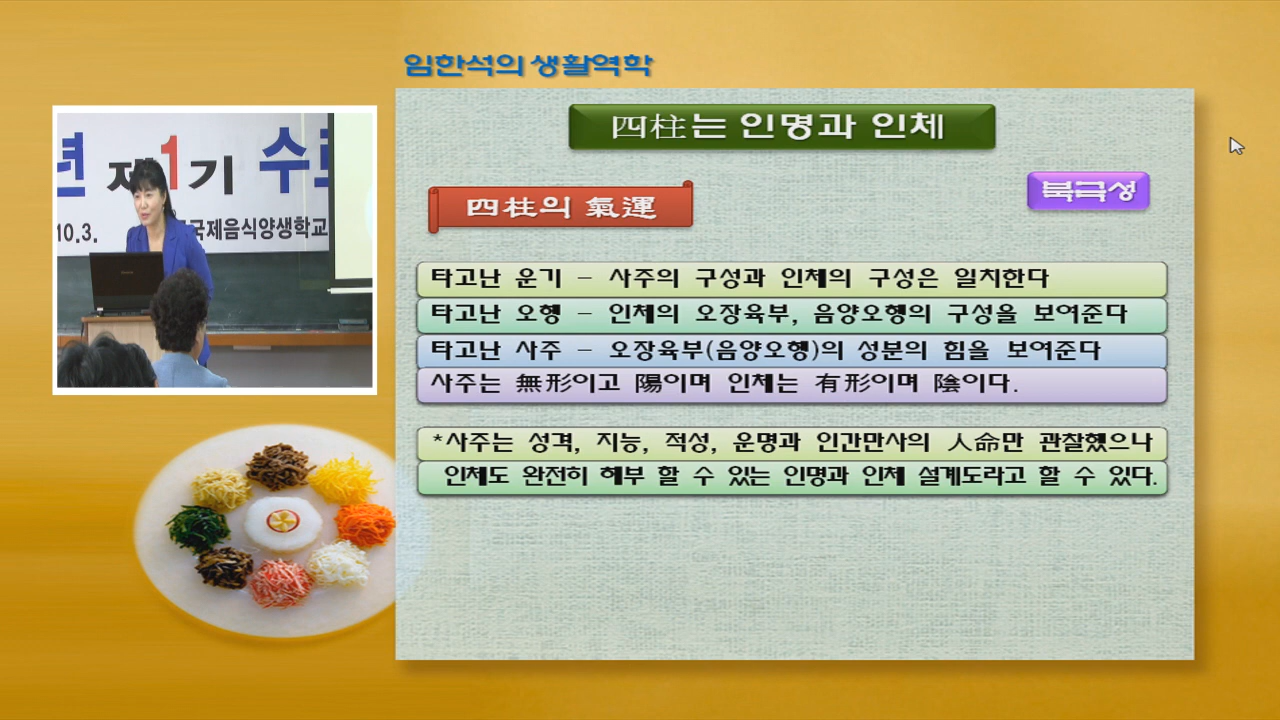 임한석의 생활역학
四柱는 인명과 인체
四柱의 氣運
북극성
타고난 운기 - 사주의 구성과 인체의 구성은 일치한다
타고난 오행 - 인체의 오장육부, 음양오행의 구성을 보여준다
타고난 사주 - 오장육부(음양오행)의 성분의 힘을 보여준다
사주는 無形이고 陽이며 인체는 有形이며 陰이다.
*사주는 성격, 지능, 적성, 운명과 인간만사의 人命만 관찰했으나
인체도 완전히 해부 할 수 있는 인명과 인체 설계도라고 할 수 있다.
년 제1기 수료
10.3.
국제음식양생학교